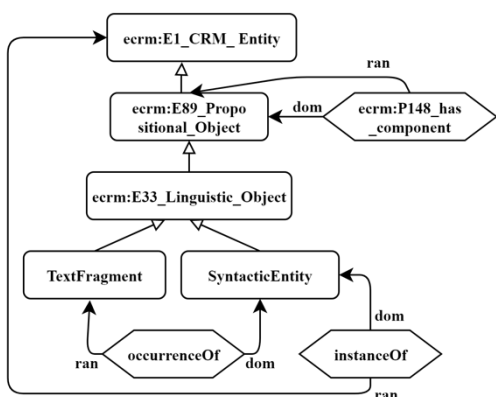 ecrm:E1_CRM_ Entity
ran
ecrm:E89_Propo
sitional_Object
dom
ecrm:P148_has
_component
ecrm:E33_Linguistic_Object
TextFragment
SyntacticEntity
dom
ran
occurrenceOf
dom
instanceOf
ran